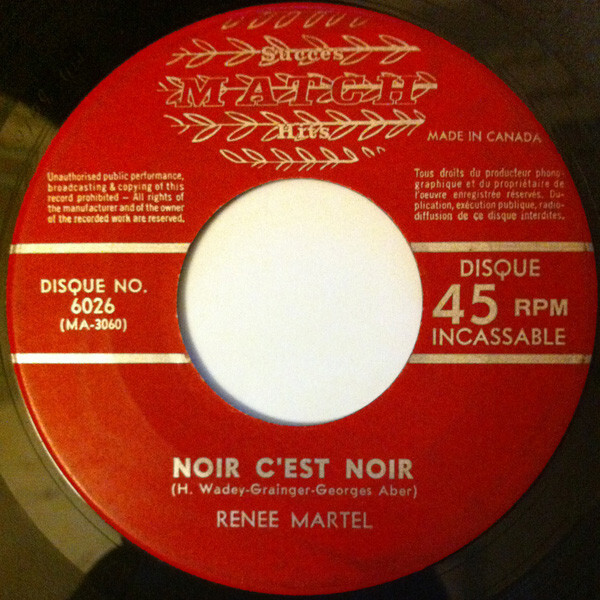 Succès
MATCH
Hits
MADE IN CANADA
Unauthorised public performance,
broadcasting & copying of this
record prohibited – All rights of
the manufacturer and of the owner
of the recorded work are reserved.
Tous droits du producteur phono-
graphique et du propriétaire de
l'oeuvre enregistrée réservés. Du-
plication, exécution publique, radio-
diffusion de ce disque interdites.
DISQUE NO.
6026
(MA-3060)
DISQUE
45 RPM
INCASSABLE
NOIR C'EST NOIR
(H. Wadey-Grainger-Georges Aber)
RENEE MARTEL